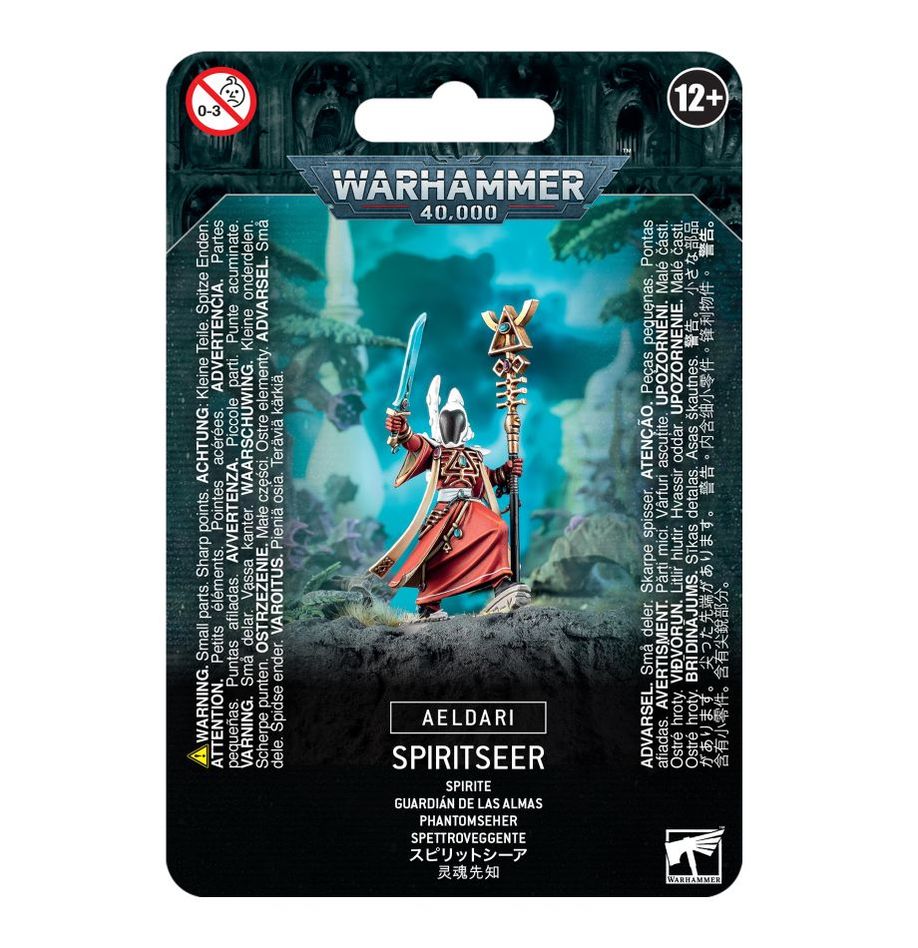 0-3
12+
WARHAMMER™
40,000
⚠WARNING. Small parts. Sharp points. ACHTUNG: Kleine Teile. Spitze Enden.
ATTENTION. Petits éléments. Pointes acérées. ADVERTENCIA. Partes
pequeñas. Puntas afiladas. AVVERTENZA. Piccole parti. Punte acuminate.
VARNING. Små delar. Vassa kanter. WAARSCHUWING. Kleine onderdelen.
Scherpe punten. OSTRZEŻENIE. Małe części. Ostre elementy. ADVARSEL. Små
dele. Spidse ender. VAROITUS. Pieniä osia. Teräviä kärkiä.
ADVARSEL. Små deler. Skarpe spisser. ATENÇÃO. Peças pequenas. Pontas
afiadas. AVERTISMENT. Părți mici. Vârfuri ascuțite. UPOZORNĚNÍ. Malé části.
Ostré hroty. VIÐVÖRUN. Litlir hlutir. Hvassir oddar. UPOZORNENIE. Malé časti.
Ostré hroty. BRĪDINĀJUMS. Sīkas detaļas. Asas šķautnes. 警告。小さな部品
があります。尖った先端があります。警告。内含细小零件。锋利物件。警告。
含有小零件。含有尖銳部分。
AELDARI
SPIRITSEER
SPIRITE
GUARDIÁN DE LAS ALMAS
PHANTOMSEHER
SPETTROVEGGENTE
スピリットシーア
灵魂先知
WARHAMMER